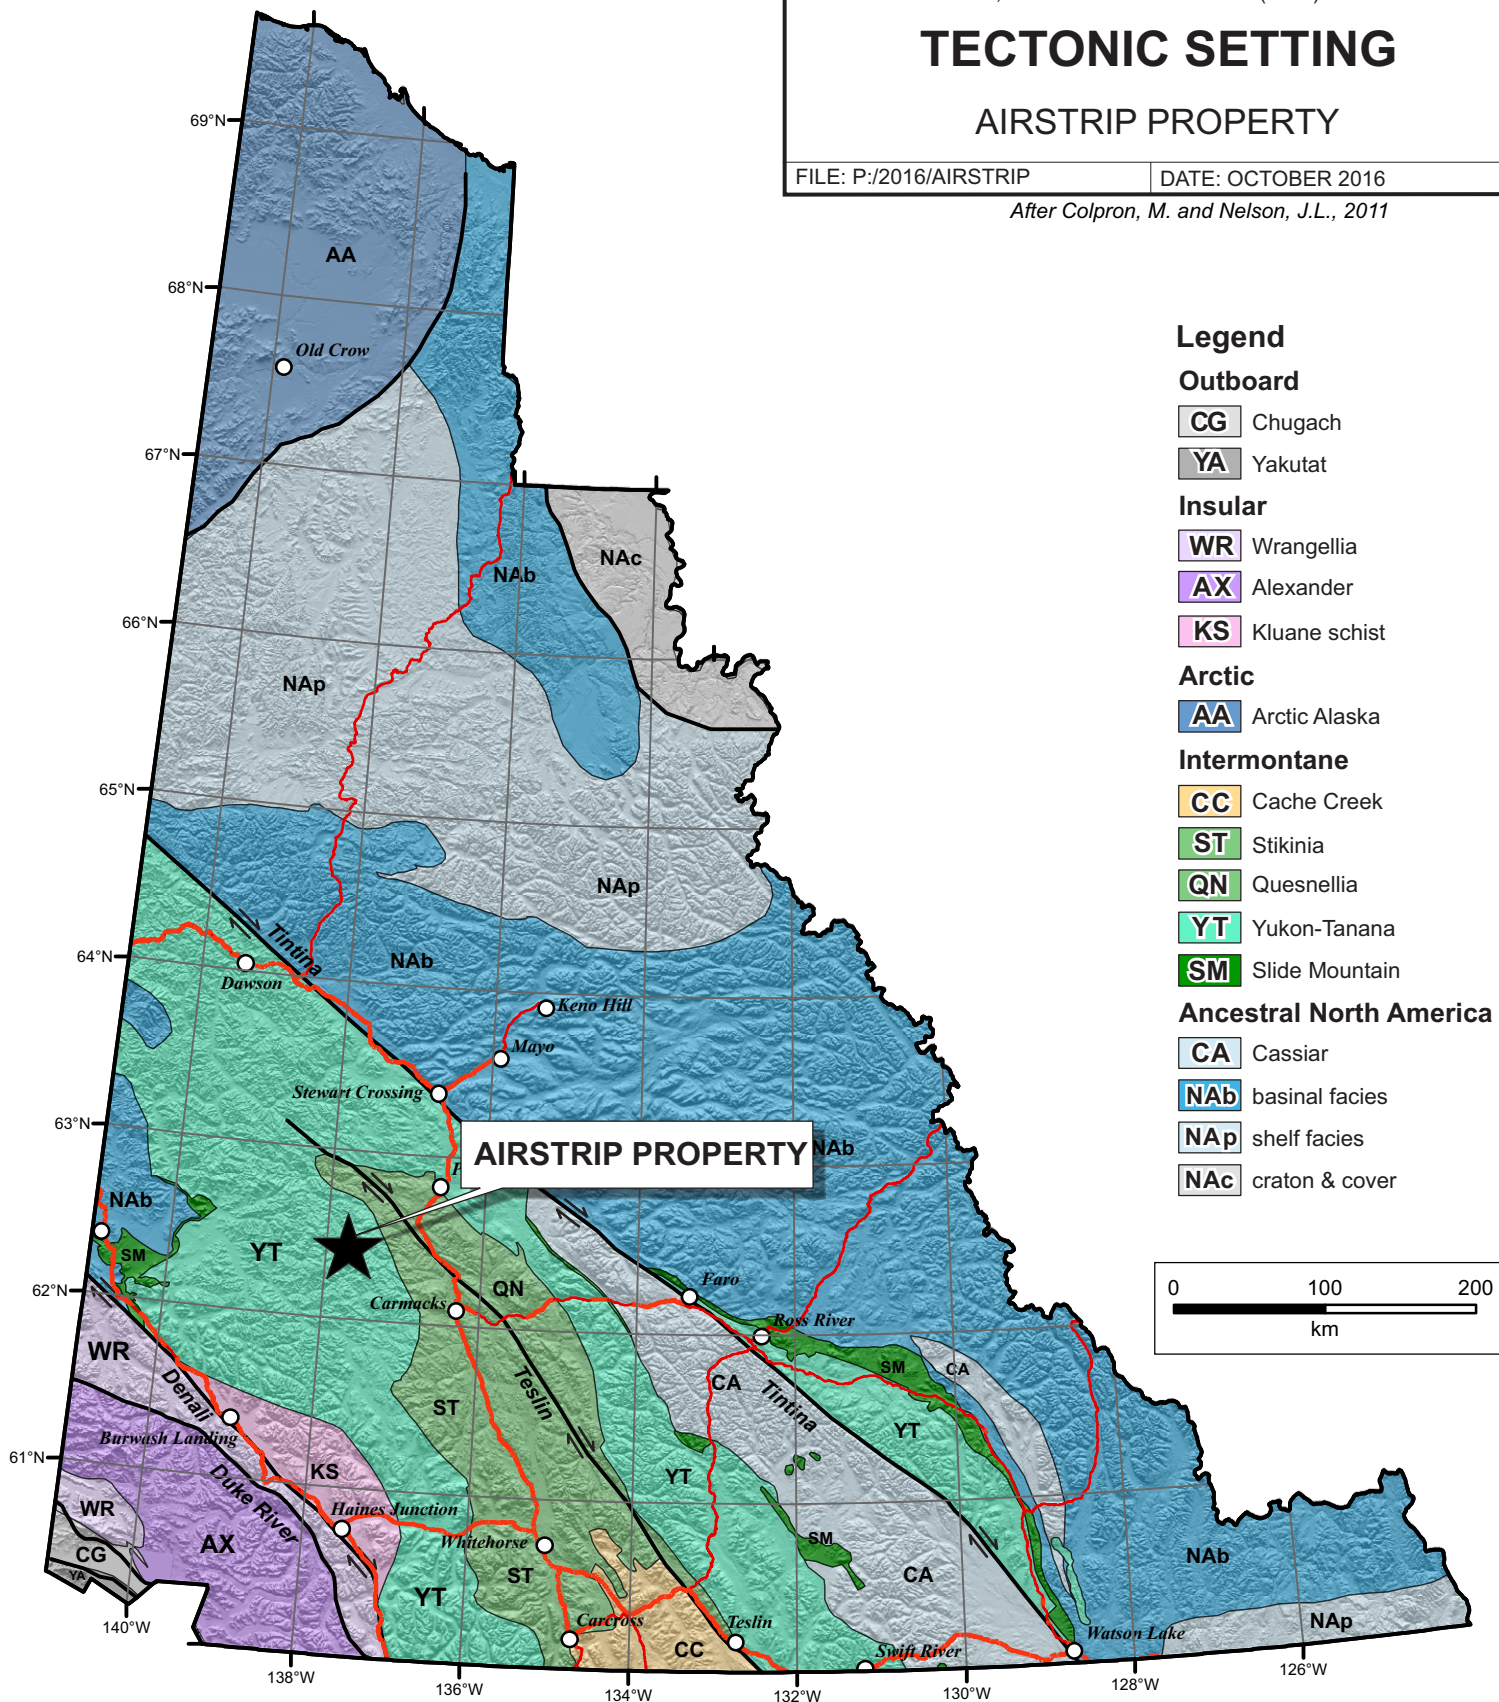 TECTONIC SETTING
AIRSTRIP PROPERTY
FILE: P:/2016/AIRSTRIP
DATE: OCTOBER 2016
After Colpron, M. and Nelson, J.L., 2011
Legend
Outboard
CG Chugach
YA Yakutat
Insular
WR Wrangellia
AX Alexander
KS Kluane schist
Arctic
AA Arctic Alaska
Intermontane
CC Cache Creek
ST Stikinia
QN Quesnellia
YT Yukon-Tanana
SM Slide Mountain
Ancestral North America
CA Cassiar
NAb basinal facies
NAp shelf facies
NAc craton & cover
0 100 200
km
69°N
68°N
67°N
66°N
65°N
64°N
63°N
62°N
61°N
140°W
138°W
136°W
134°W
132°W
130°W
128°W
126°W
AA
Old Crow
NAc
NAb
NAp
NAp
NAb
Tintina
Dawson
Keno Hill
Mayo
Stewart Crossing
AIRSTRIP PROPERTY
NAb
P
NAb
SM
YT
QN
Faro
Carmacks
Ross River
WR
SM
CA
CA
Denali
Teslin
Tintina
ST
YT
Burwash Landing
KS
YT
Duke River
WR
Haines Junction
SM
AX
Whitehorse
CG
YA
ST
CA
NAb
YT
Carcross
Teslin
NAp
CC
Swift River
Watson Lake